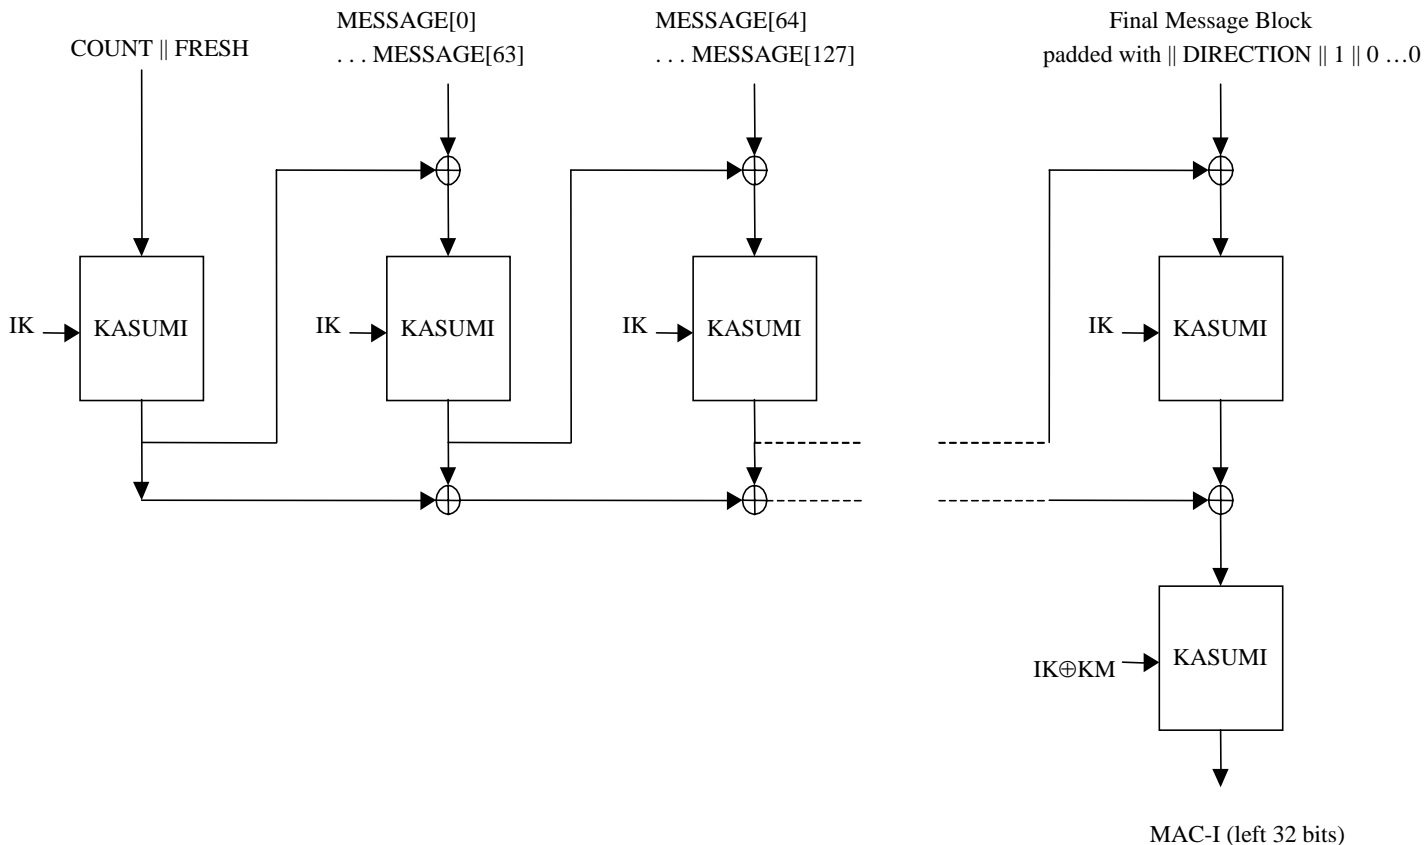 COUNT || FRESH
MESSAGE[0]
. . . MESSAGE[63]
MESSAGE[64]
. . . MESSAGE[127]
Final Message Block
padded with || DIRECTION || 1 || 0 …0
IK
KASUMI
IK
KASUMI
IK
KASUMI
IK
KASUMI
IK⊕KM
KASUMI
MAC-I (left 32 bits)